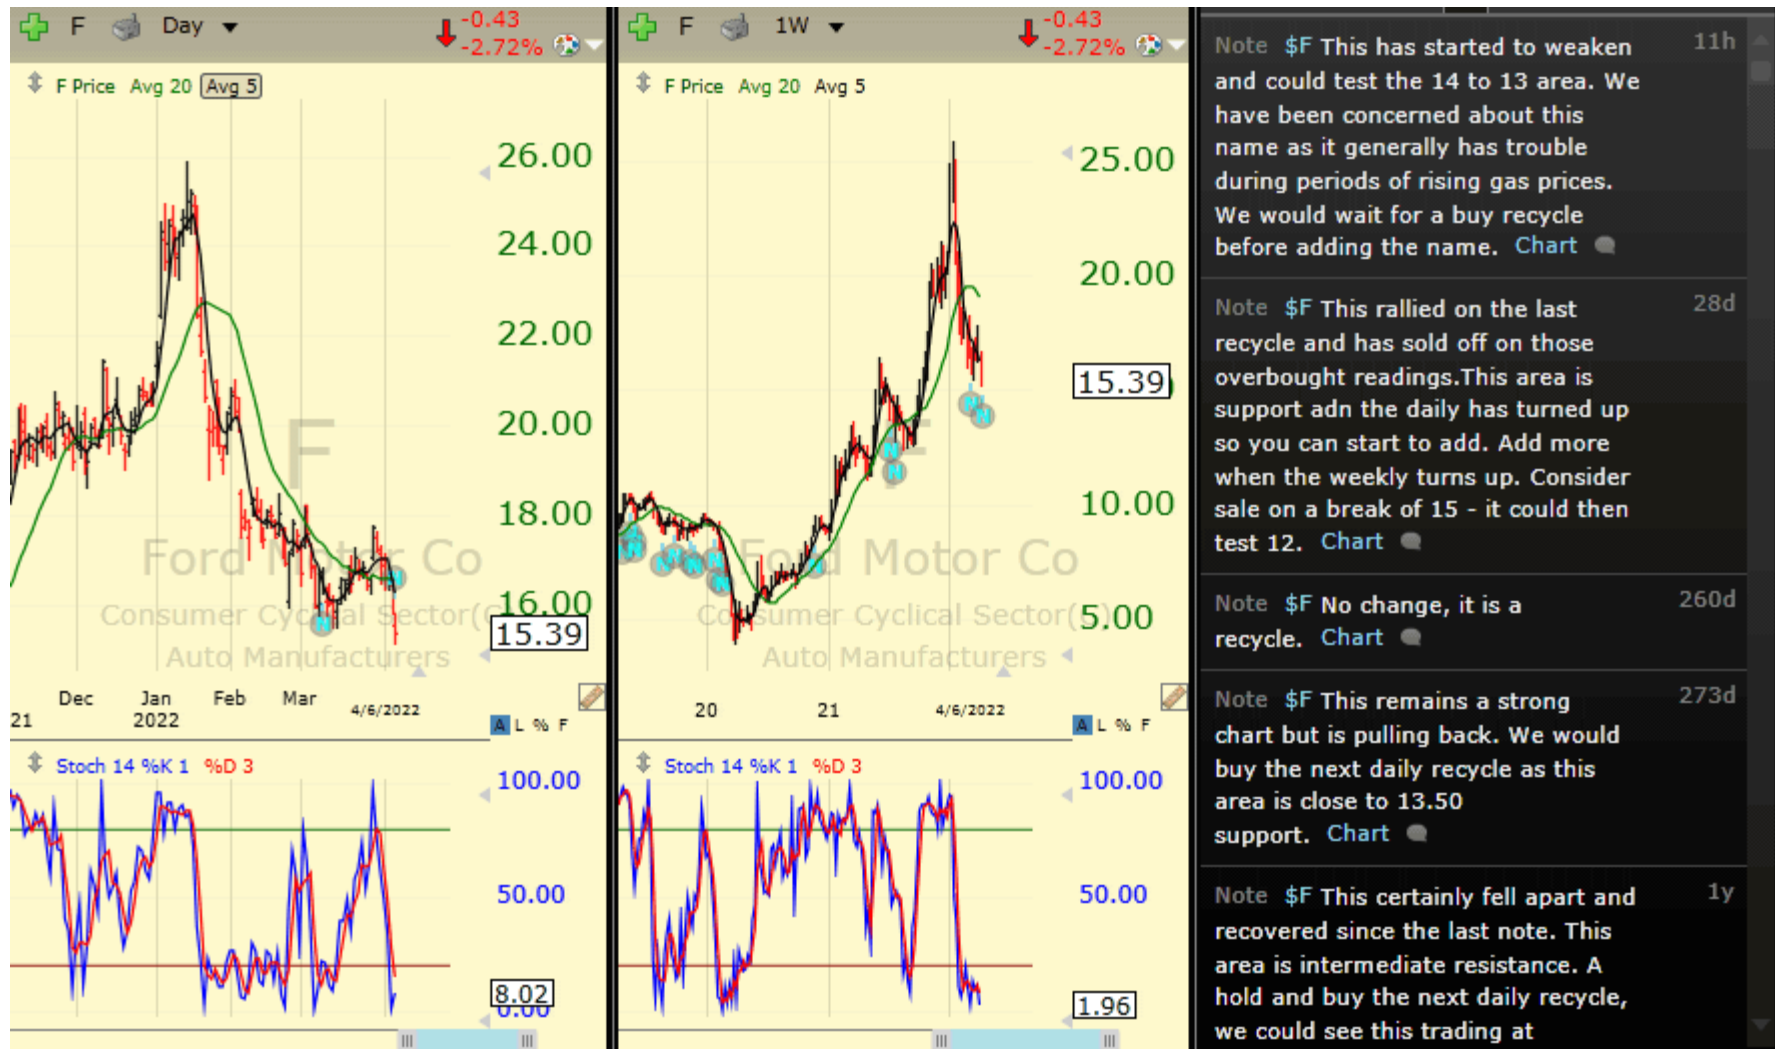 F Day -0.43
-2.72%
F Price Avg 20 Avg 5
26.00
24.00
22.00
20.00
18.00
16.00
15.39
F
Ford Motor Co
Consumer Cyclical Sector(C
Auto Manufacturers
21 Dec Jan 2022 Feb Mar 4/6/2022
A L % F
Stoch 14 %K 1 %D 3
100.00
50.00
8.02
0.00
F 1W -0.43
-2.72%
F Price Avg 20 Avg 5
25.00
20.00
15.39
10.00
5.00
F
Ford Motor Co
Consumer Cyclical Sector(C)
Auto Manufacturers
20 21 4/6/2022
A L % F
Stoch 14 %K 1 %D 3
100.00
50.00
1.96
Note $F This has started to weaken 11h
and could test the 14 to 13 area. We
have been concerned about this
name as it generally has trouble
during periods of rising gas prices.
We would wait for a buy recycle
before adding the name. Chart
Note $F This rallied on the last 28d
recycle and has sold off on those
overbought readings.This area is
support adn the daily has turned up
so you can start to add. Add more
when the weekly turns up. Consider
sale on a break of 15 - it could then
test 12. Chart
Note $F No change, it is a 260d
recycle. Chart
Note $F This remains a strong 273d
chart but is pulling back. We would
buy the next daily recycle as this
area is close to 13.50
support. Chart
Note $F This certainly fell apart and 1y
recovered since the last note. This
area is intermediate resistance. A
hold and buy the next daily recycle,
we could see this trading at